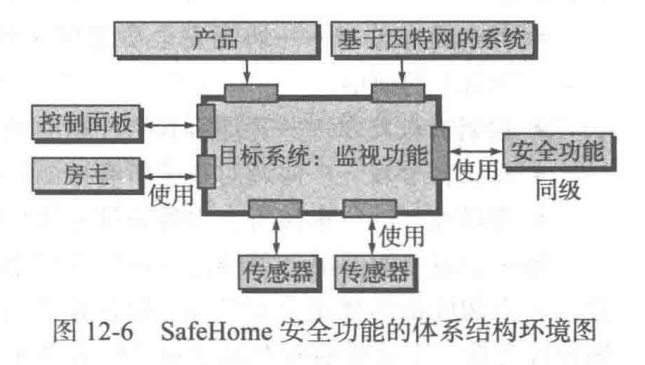 产品
基于因特网的系统
控制面板
目标系统：监视功能
安全功能
房主
使用
使用
同级
使用
传感器
传感器
图 12-6 SafeHome 安全功能的体系结构环境图